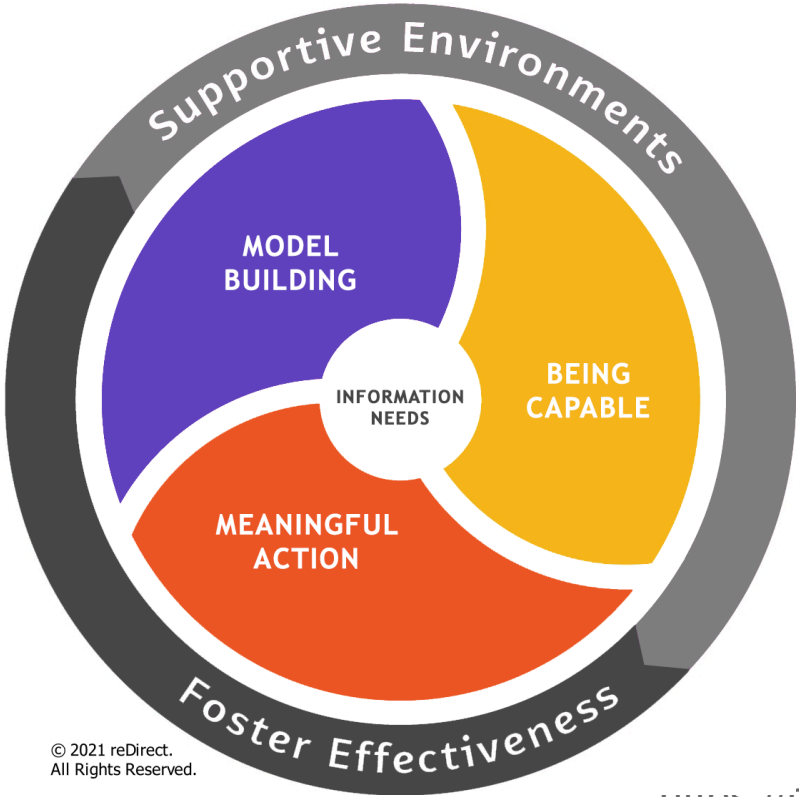 Supportive Environments
MODEL
BUILDING
BEING
CAPABLE
INFORMATION
NEEDS
MEANINGFUL
ACTION
Foster Effectiveness
© 2021 reDirect.
All Rights Reserved.